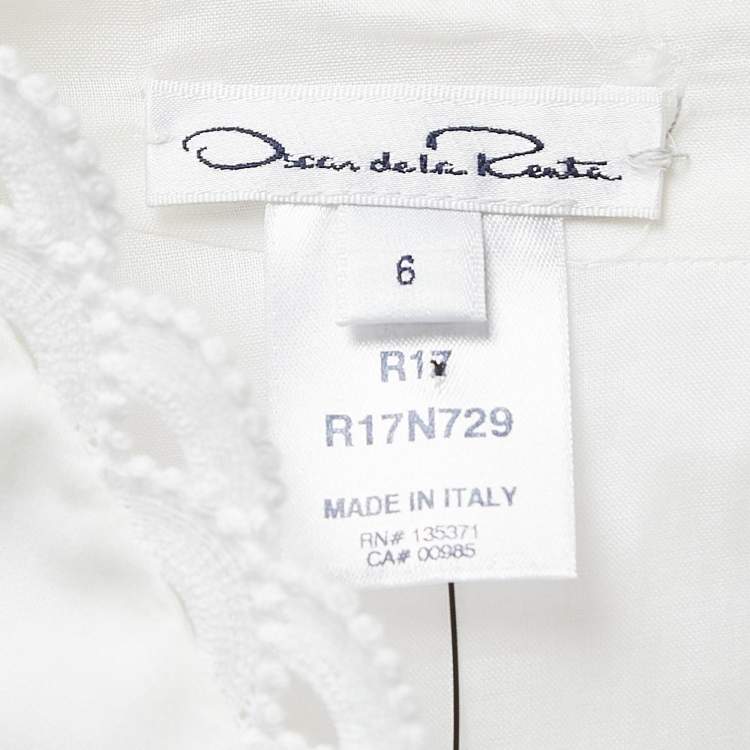 Oscar de la Renta
6
R17
R17N729
MADE IN ITALY
RN# 135371
CA# 00985